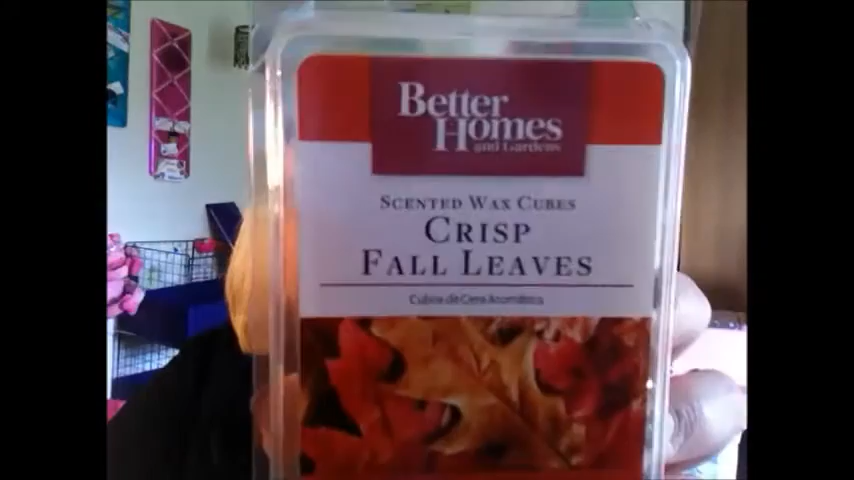 Better
Homes
and Gardens
SCENTED WAX CUBES
CRISP
FALL LEAVES
Cubos de Cera Aromática